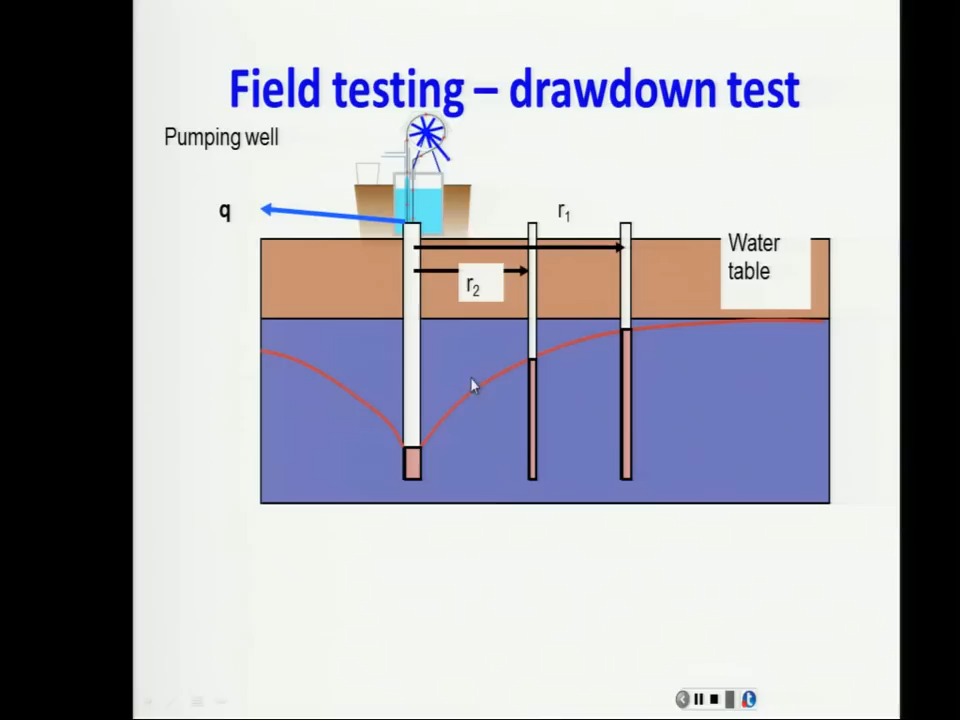 Field testing – drawdown test
Pumping well
q
r1
Water
table
r2